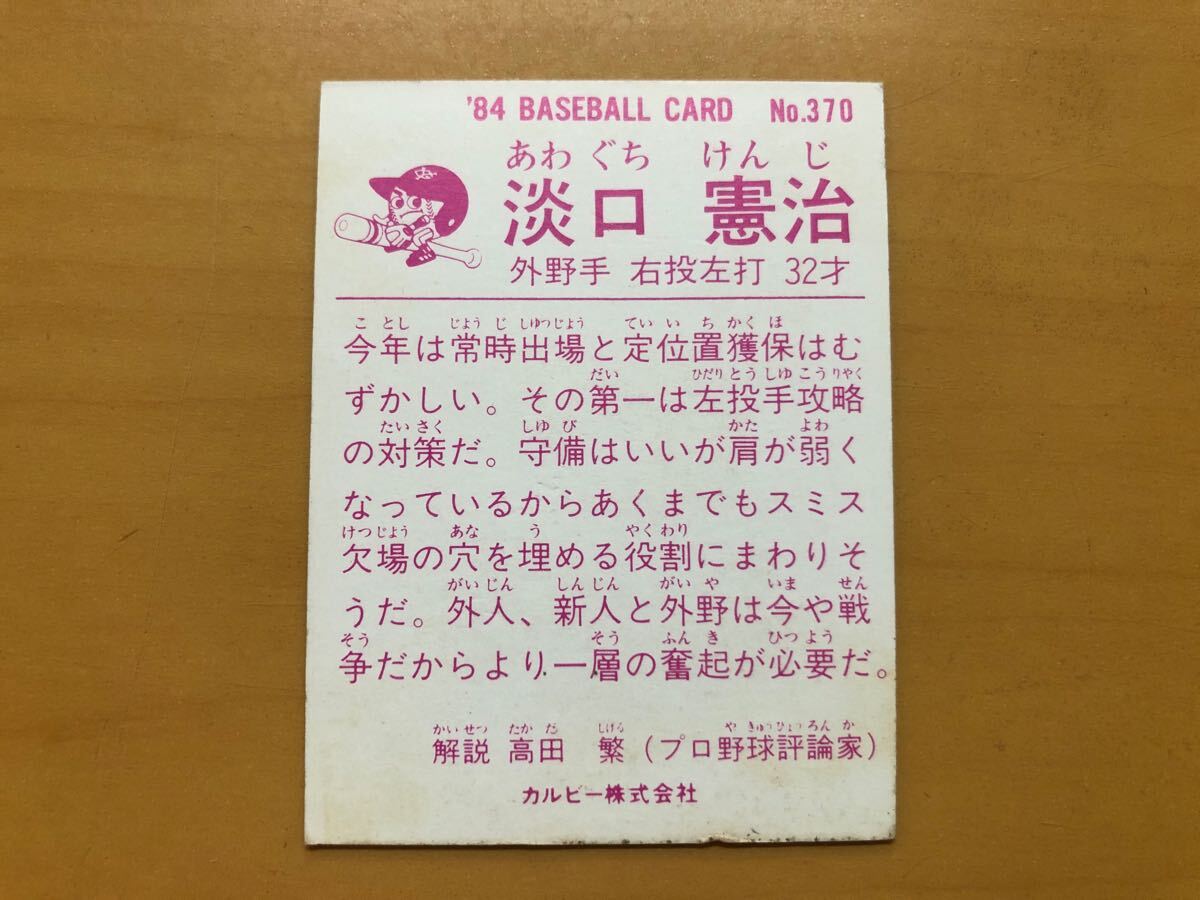 '84 BASEBALL CARD No.370
あわ ぐち けん じ
淡口 憲治
外野手 右投左打 32才
こ とし じょう じ しゆつじょう てい い ち かく ほ
今年は常時出場と定位置獲保はむ
だい ひだり とう しゆ こう りやく
ずかしい。その第一は左投手攻略
たい さく しゆ び かた よわ
の対策だ。守備はいいが肩が弱く
なっているからあくまでもスミス
けつ じょう あな う やく わり
欠場の穴を埋める役割にまわりそ
がい じん しん じん がい や いま せん
うだ。外人、新人と外野は今や戦
そう そう ふん き ひつ よう
争だからより一層の奮起が必要だ。
かい せつ たか だ しげる や きゅう ひょう ろん か
解説 高田 繁 (プロ野球評論家)
カルビー株式会社